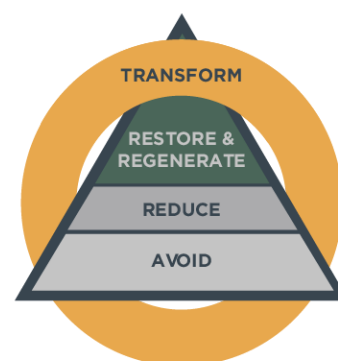 TRANSFORM
RESTORE &
REGENERATE
REDUCE
AVOID